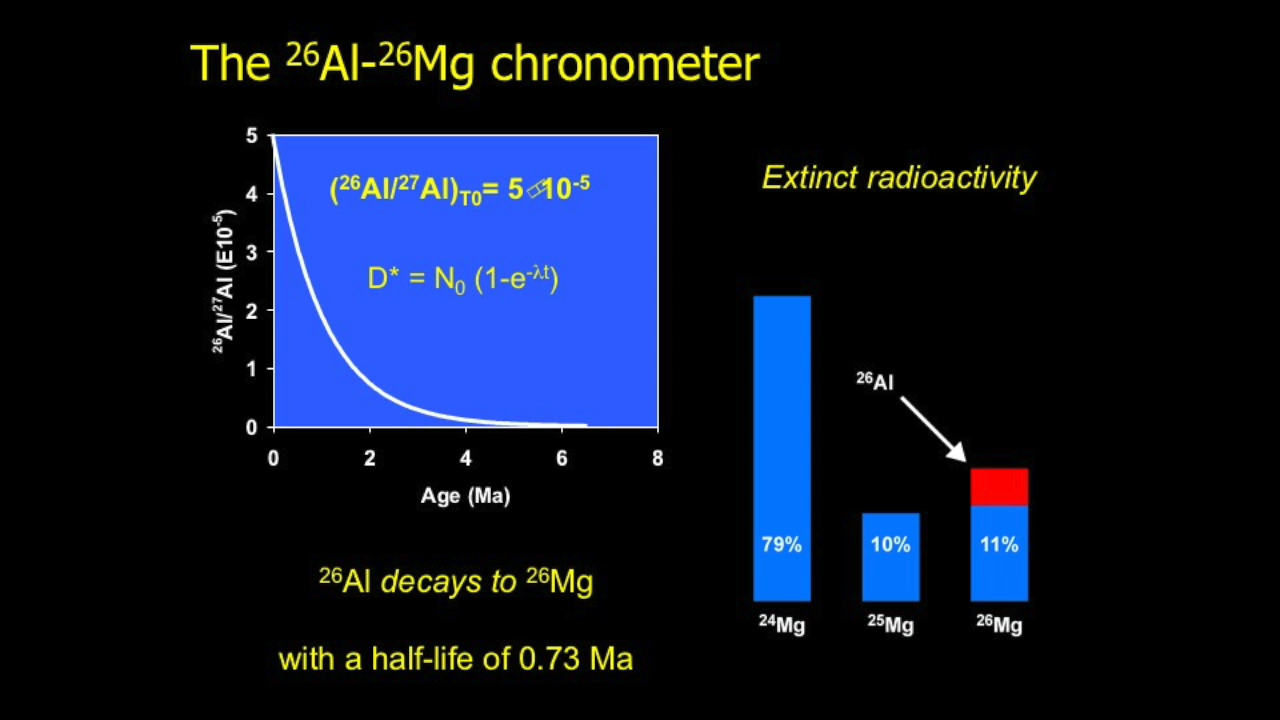 The ²⁶Al-²⁶Mg chronometer
5
4
3
2
1
0
²⁶Al/²⁷Al (E10⁻⁵)
(²⁶Al/²⁷Al)T0= 5 10⁻⁵
D* = N₀ (1-e⁻λt)
0 2 4 6 8
Age (Ma)
²⁶Al decays to ²⁶Mg
with a half-life of 0.73 Ma
Extinct radioactivity
²⁶Al
79% 10% 11%
²⁴Mg ²⁵Mg ²⁶Mg